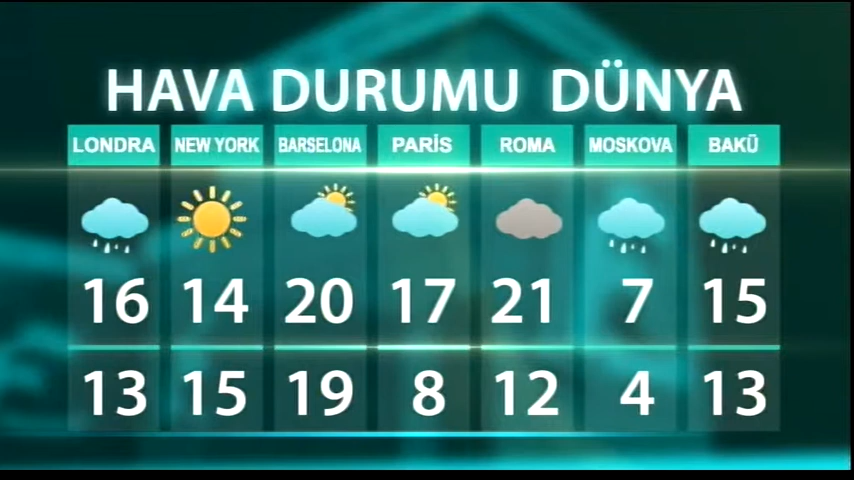 HAVA DURUMU DÜNYA
LONDRA NEW YORK BARSELONA PARİS ROMA MOSKOVA BAKÜ
16 14 20 17 21 7 15
13 15 19 8 12 4 13